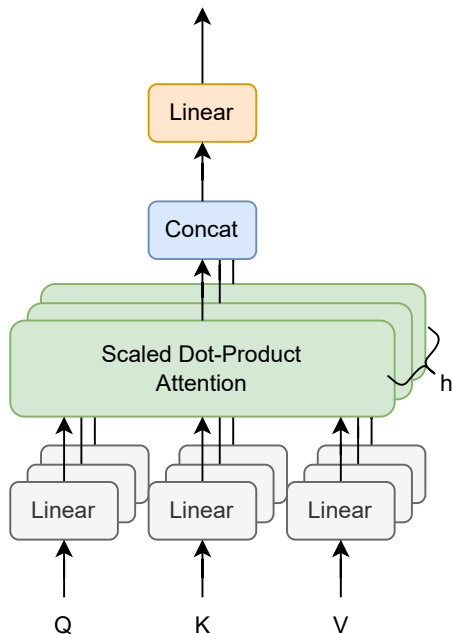 Linear
Concat
Scaled Dot-Product
Attention
h
Linear
Linear
Linear
Q
K
V